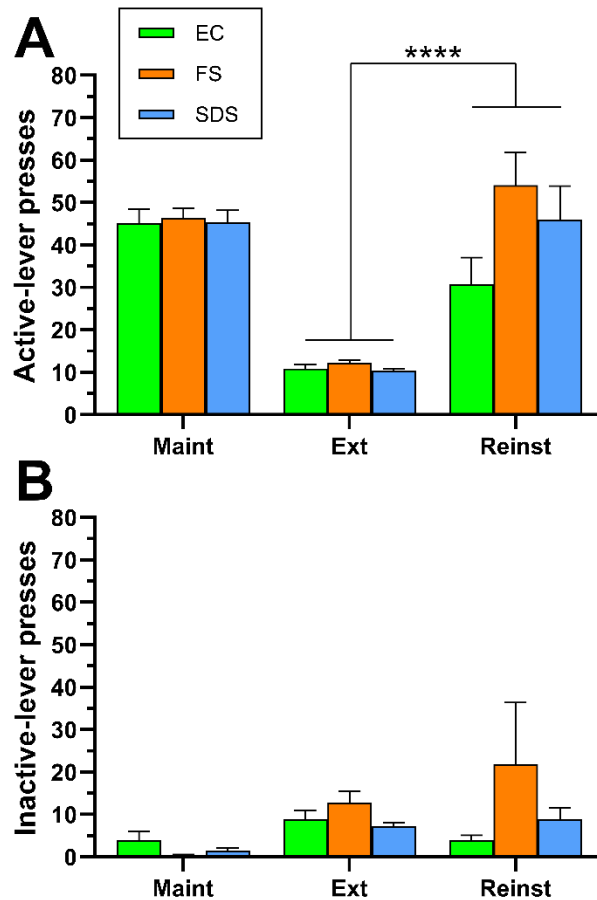 A
EC
FS
SDS
****
80
70
60
50
40
30
20
10
0
Active-lever presses
Maint Ext Reinst
B
80
70
60
50
40
30
20
10
0
Inactive-lever presses
Maint Ext Reinst